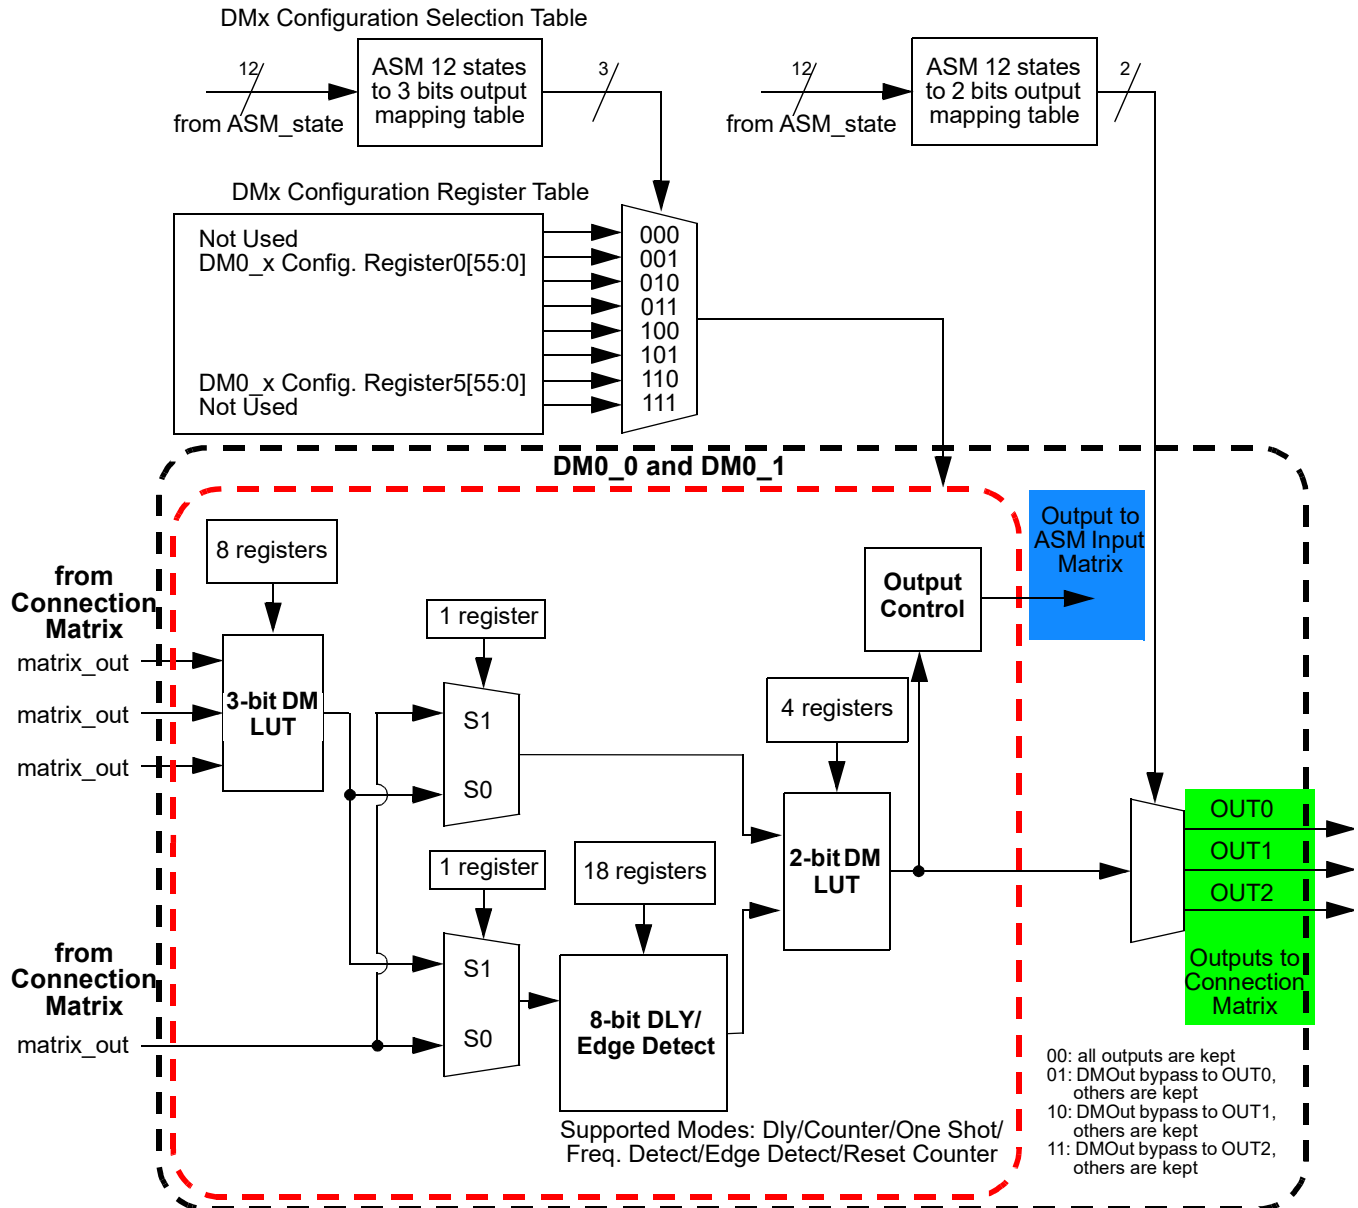 DMx Configuration Selection Table
12
ASM 12 states
to 3 bits output
mapping table
3
from ASM_state
12
ASM 12 states
to 2 bits output
mapping table
2
from ASM_state
DMx Configuration Register Table
Not Used
DM0_x Config. Register0[55:0]
DM0_x Config. Register5[55:0]
Not Used
000
001
010
011
100
101
110
111
DM0_0 and DM0_1
8 registers
from
Connection
Matrix
matrix_out
matrix_out
matrix_out
3-bit DM
LUT
1 register
S1
S0
Output
Control
Output to
ASM Input
Matrix
4 registers
2-bit DM
LUT
1 register
18 registers
S1
S0
8-bit DLY/
Edge Detect
from
Connection
Matrix
matrix_out
OUT0
OUT1
OUT2
Outputs to
Connection
Matrix
Supported Modes: Dly/Counter/One Shot/
Freq. Detect/Edge Detect/Reset Counter
00: all outputs are kept
01: DMOut bypass to OUT0,
others are kept
10: DMOut bypass to OUT1,
others are kept
11: DMOut bypass to OUT2,
others are kept